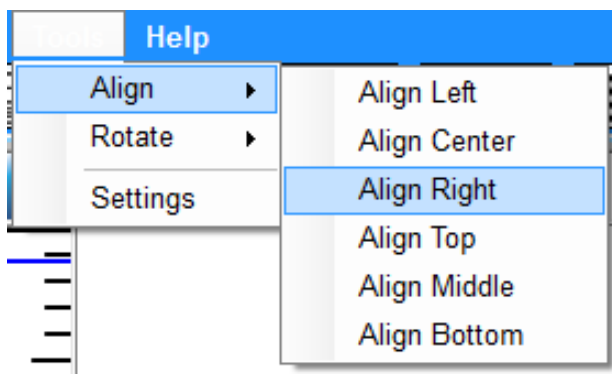 Tools Help
Align
Rotate
Settings
Align Left
Align Center
Align Right
Align Top
Align Middle
Align Bottom